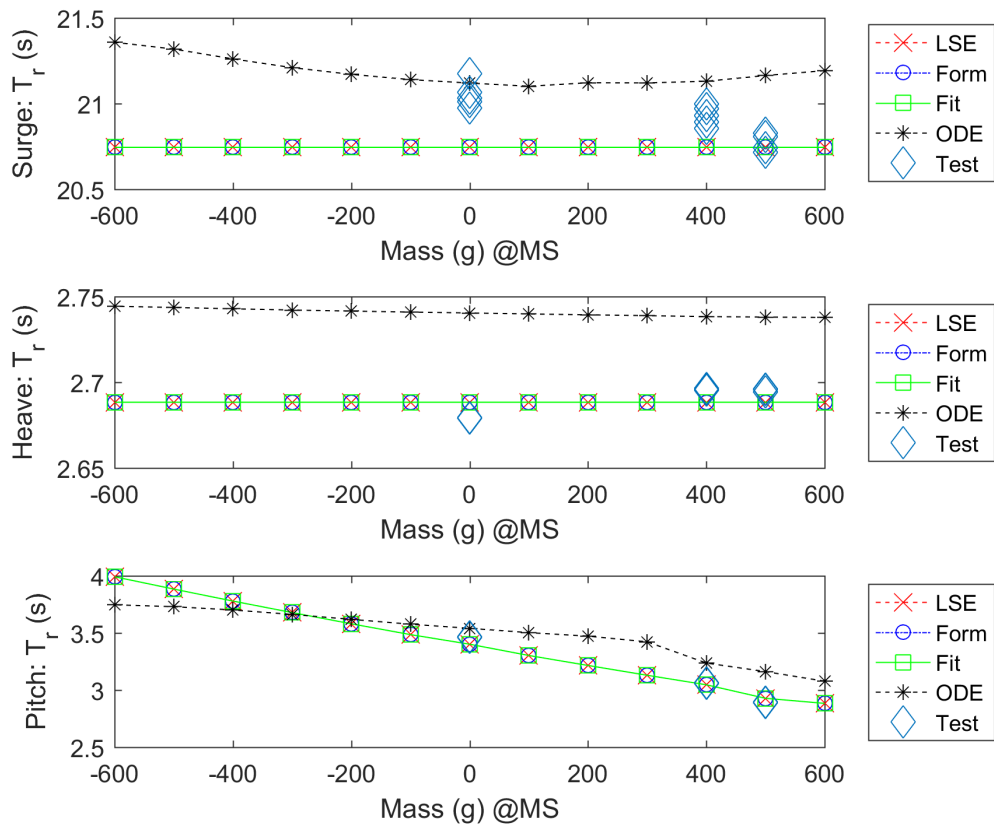 21.5
21
20.5
Surge: T_r (s)
-600 -400 -200 0 200 400 600
Mass (g) @MS
LSE
Form
Fit
ODE
Test
2.75
2.7
2.65
Heave: T_r (s)
-600 -400 -200 0 200 400 600
Mass (g) @MS
LSE
Form
Fit
ODE
Test
4
3.5
3
2.5
Pitch: T_r (s)
-600 -400 -200 0 200 400 600
Mass (g) @MS
LSE
Form
Fit
ODE
Test